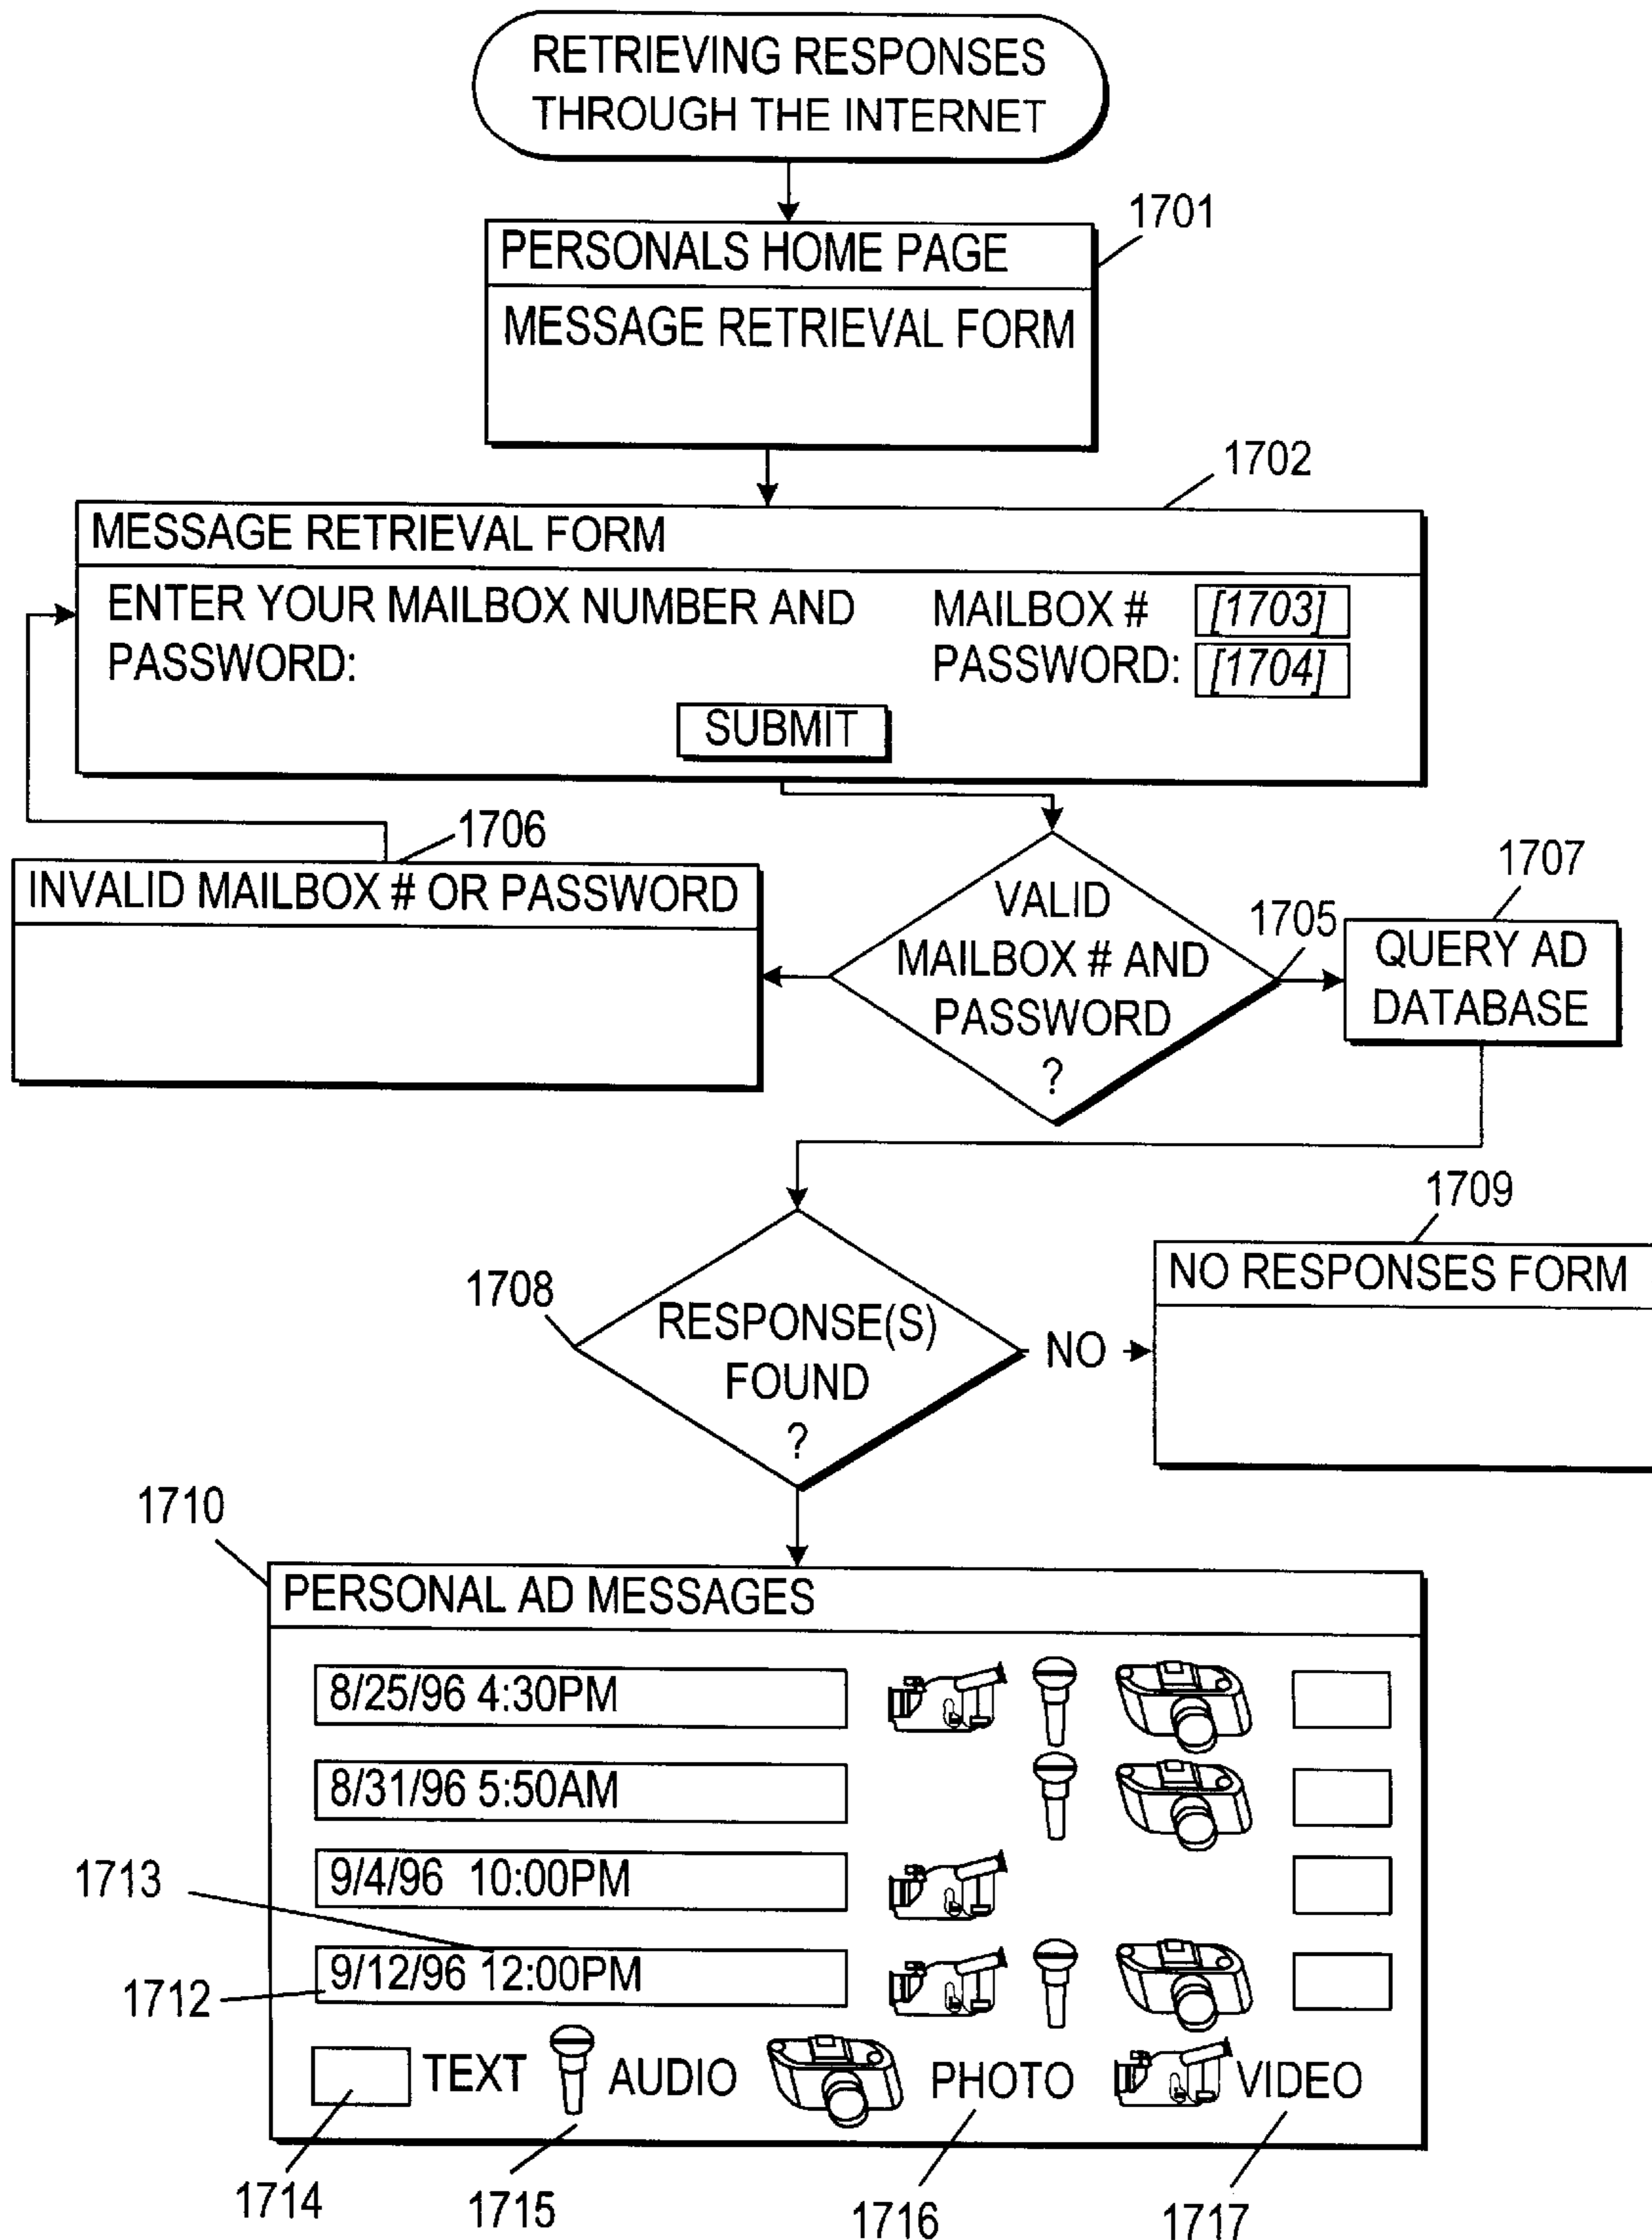 RETRIEVING RESPONSES
THROUGH THE INTERNET
1701
PERSONALS HOME PAGE
MESSAGE RETRIEVAL FORM
1702
MESSAGE RETRIEVAL FORM
ENTER YOUR MAILBOX NUMBER AND
PASSWORD:
MAILBOX # [1703]
PASSWORD: [1704]
SUBMIT
1706
INVALID MAILBOX # OR PASSWORD
VALID
MAILBOX # AND
PASSWORD
?
1705
1707
QUERY AD
DATABASE
1708
RESPONSE(S)
FOUND
?
NO
1709
NO RESPONSES FORM
1710
PERSONAL AD MESSAGES
8/25/96 4:30PM
8/31/96 5:50AM
9/4/96 10:00PM
1713
9/12/96 12:00PM
1712
TEXT AUDIO PHOTO VIDEO
1714 1715 1716 1717